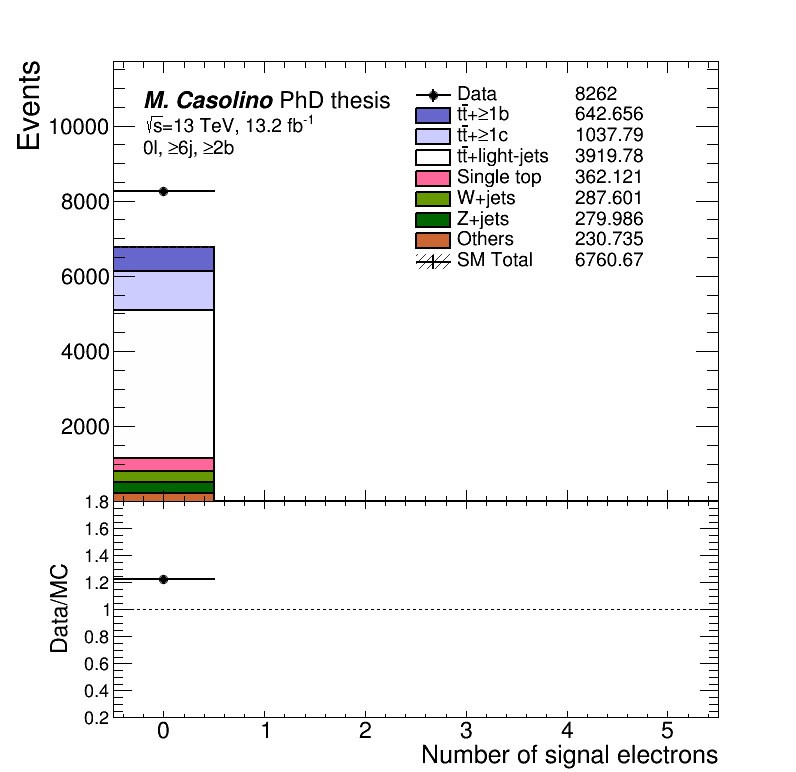 Events
M. Casolino PhD thesis
√s=13 TeV, 13.2 fb⁻¹
0l, ≥6j, ≥2b
Data 8262
tt̄+≥1b 642.656
tt̄+≥1c 1037.79
tt̄+light-jets 3919.78
Single top 362.121
W+jets 287.601
Z+jets 279.986
Others 230.735
SM Total 6760.67
10000
8000
6000
4000
2000
Data/MC
1.8
1.6
1.4
1.2
1
0.8
0.6
0.4
0.2
0 1 2 3 4 5
Number of signal electrons